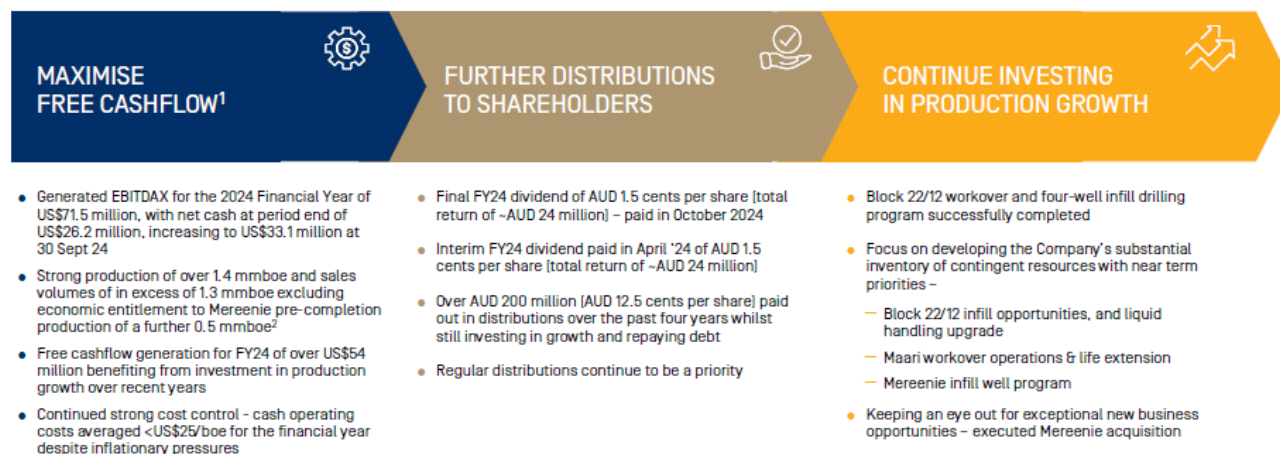 MAXIMISE
FREE CASHFLOW¹
FURTHER DISTRIBUTIONS
TO SHAREHOLDERS
CONTINUE INVESTING
IN PRODUCTION GROWTH
• Generated EBITDAX for the 2024 Financial Year of
US$71.5 million, with net cash at period end of
US$26.2 million, increasing to US$33.1 million at
30 Sept 24
• Strong production of over 1.4 mmboe and sales
volumes of in excess of 1.3 mmboe excluding
economic entitlement to Mereenie pre-completion
production of a further 0.5 mmboe²
• Free cashflow generation for FY24 of over US$54
million benefiting from investment in production
growth over recent years
• Continued strong cost control - cash operating
costs averaged <US$25/boe for the financial year
despite inflationary pressures
• Final FY24 dividend of AUD 1.5 cents per share [total
return of ~AUD 24 million] – paid in October 2024
• Interim FY24 dividend paid in April ‘24 of AUD 1.5
cents per share [total return of ~AUD 24 million]
• Over AUD 200 million [AUD 12.5 cents per share] paid
out in distributions over the past four years whilst
still investing in growth and repaying debt
• Regular distributions continue to be a priority
• Block 22/12 workover and four-well infill drilling
program successfully completed
• Focus on developing the Company’s substantial
inventory of contingent resources with near term
priorities –
— Block 22/12 infill opportunities, and liquid
handling upgrade
— Maari workover operations & life extension
— Mereenie infill well program
• Keeping an eye out for exceptional new business
opportunities – executed Mereenie acquisition